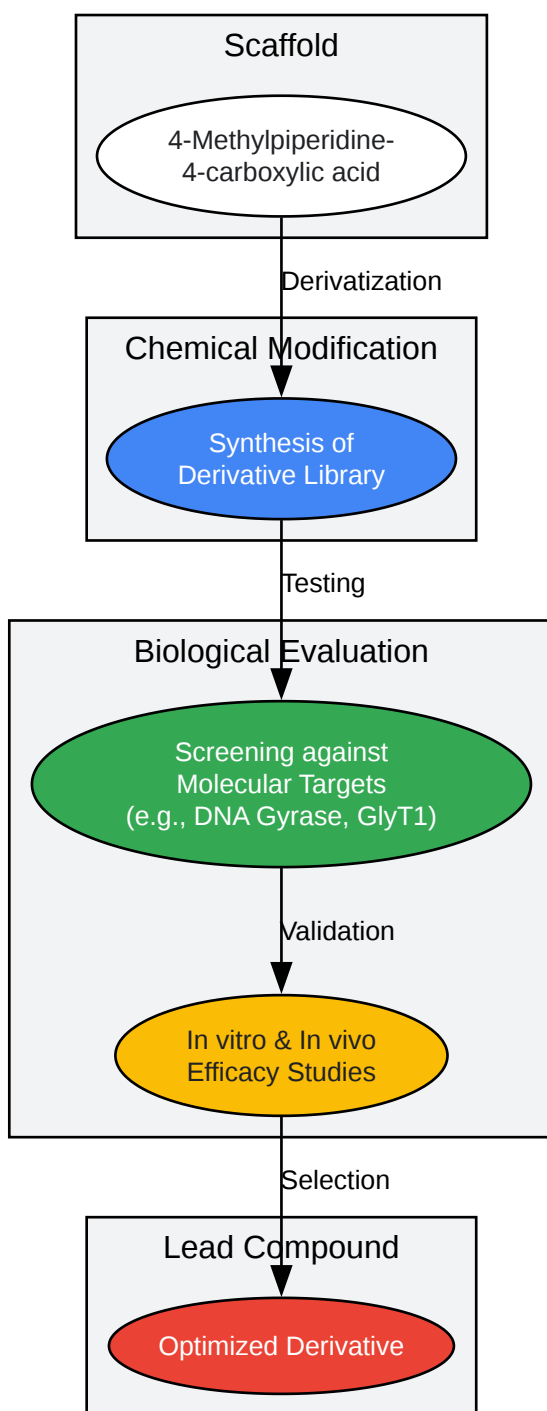 Scaffold
4-Methylpiperidine-
4-carboxylic acid
Derivatization
Chemical Modification
Synthesis of
Derivative Library
Testing
Biological Evaluation
Screening against
Molecular Targets
(e.g., DNA Gyrase, GlyT1)
Validation
In vitro & In vivo
Efficacy Studies
Selection
Lead Compound
Optimized Derivative